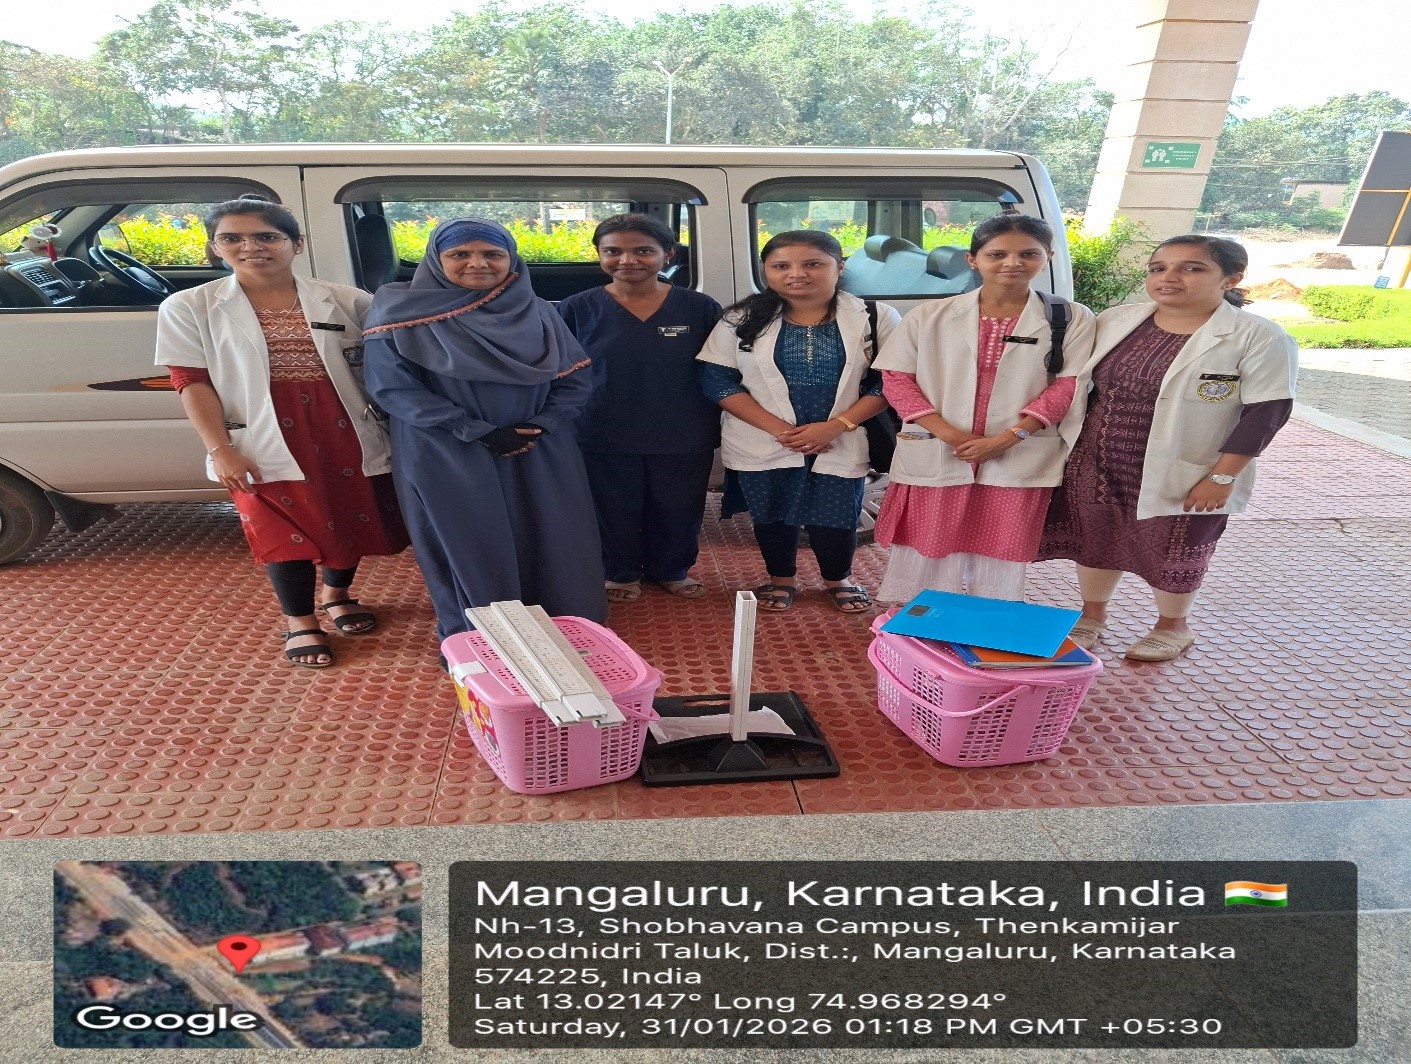 Google
Mangaluru, Karnataka, India
Nh-13, Shobhavana Campus, Thenkamijar
Moodnidri Taluk, Dist.:, Mangaluru, Karnataka
574225, India
Lat 13.02147° Long 74.968294°
Saturday, 31/01/2026 01:18 PM GMT +05:30